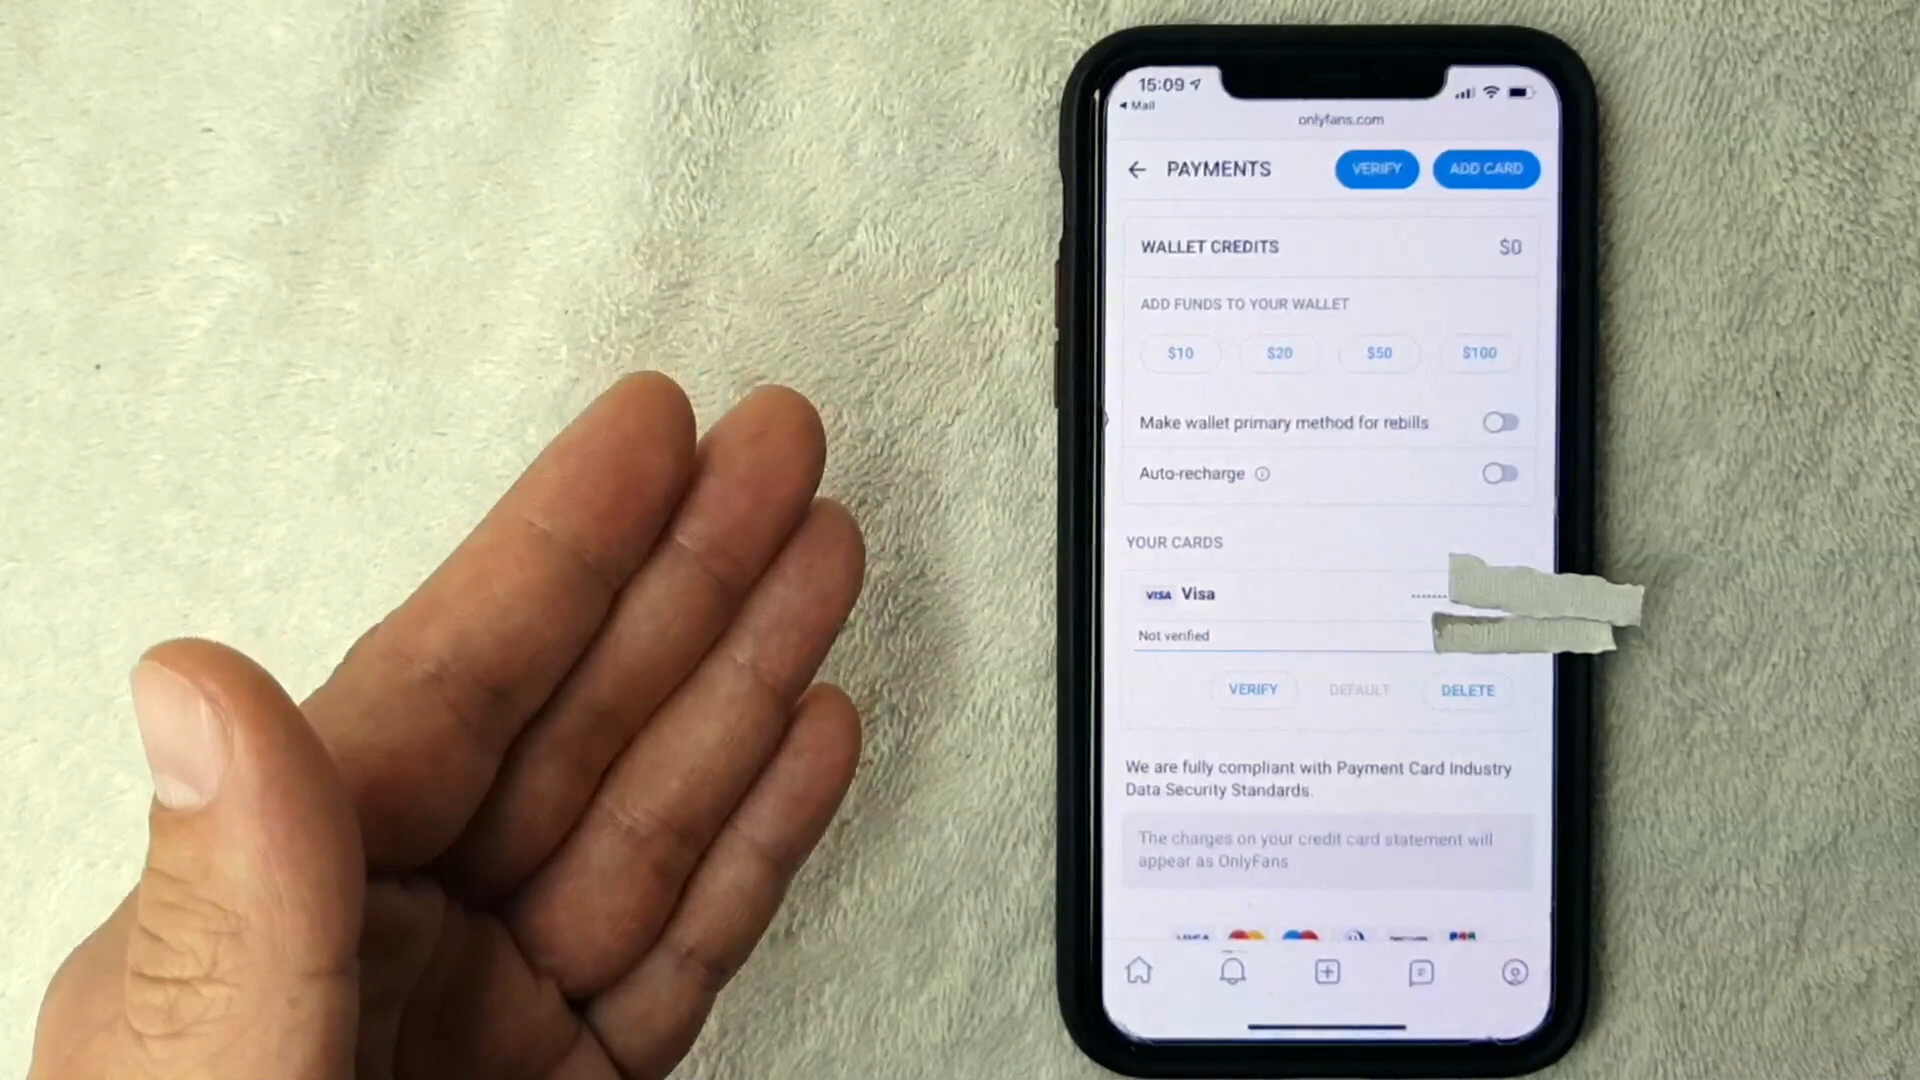 15:09
Mail
onlyfans.com
PAYMENTS
VERIFY
ADD CARD
WALLET CREDITS
$0
ADD FUNDS TO YOUR WALLET
$10
$20
$50
$100
Make wallet primary method for rebills
Auto-recharge
YOUR CARDS
VISA Visa
Not verified
VERIFY
DEFAULT
DELETE
We are fully compliant with Payment Card Industry
Data Security Standards.
The charges on your credit card statement will
appear as OnlyFans